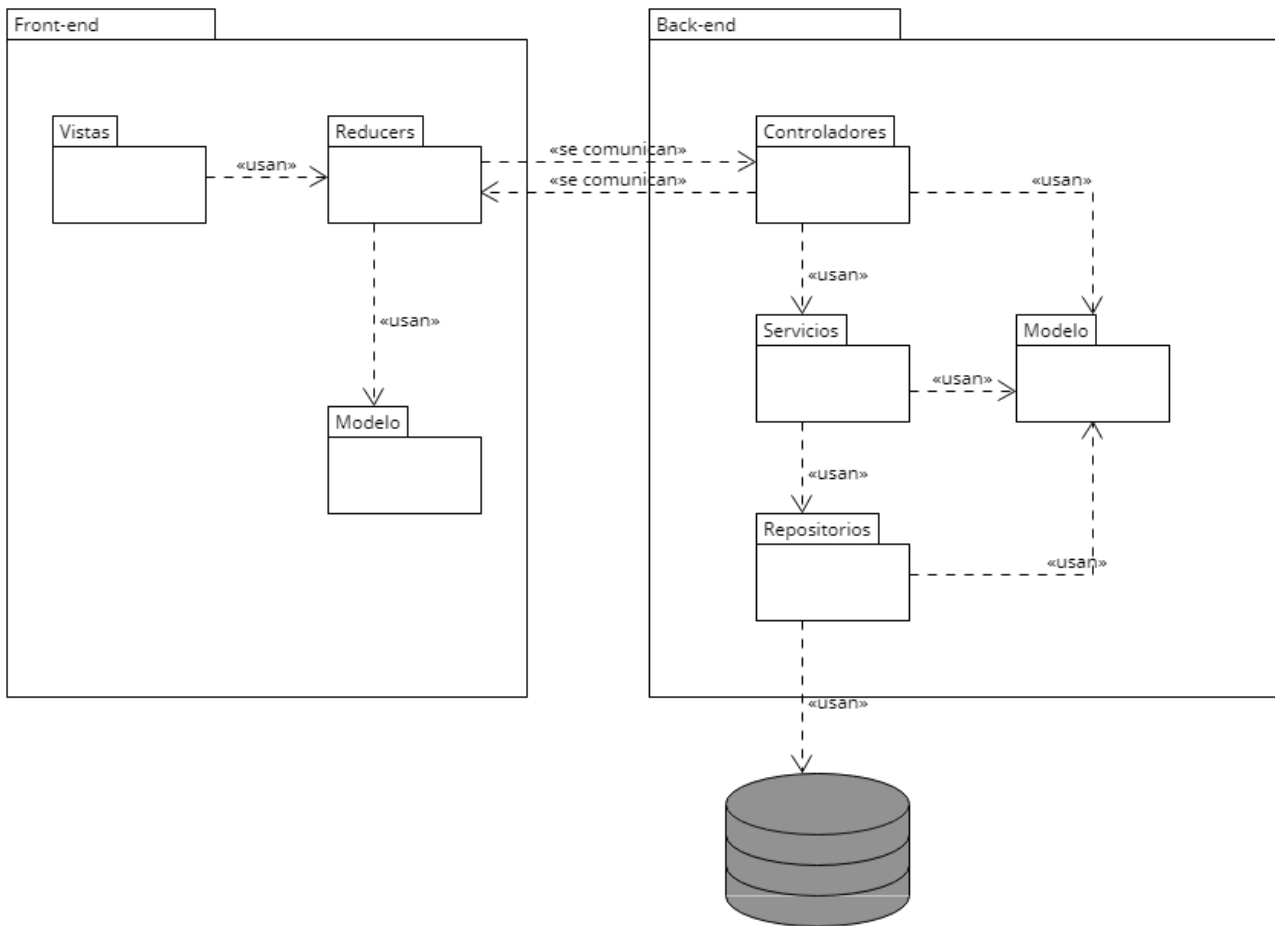 Front-end
Back-end
Vistas
Reducers
Controladores
«usan»
«se comunican»
«se comunican»
«usan»
«usan»
«usan»
Servicios
Modelo
«usan»
Modelo
«usan»
Repositorios
«usan»
«usan»